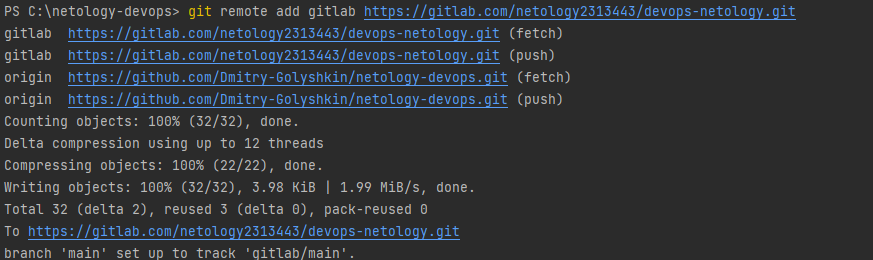 PS C:\netology-devops> git remote add gitlab https://gitlab.com/netology2313443/devops-netology.git
gitlab  https://gitlab.com/netology2313443/devops-netology.git (fetch)
gitlab  https://gitlab.com/netology2313443/devops-netology.git (push)
origin  https://github.com/Dmitry-Golyshkin/netology-devops.git (fetch)
origin  https://github.com/Dmitry-Golyshkin/netology-devops.git (push)
Counting objects: 100% (32/32), done.
Delta compression using up to 12 threads
Compressing objects: 100% (22/22), done.
Writing objects: 100% (32/32), 3.98 KiB | 1.99 MiB/s, done.
Total 32 (delta 2), reused 3 (delta 0), pack-reused 0
To https://gitlab.com/netology2313443/devops-netology.git
branch 'main' set up to track 'gitlab/main'.